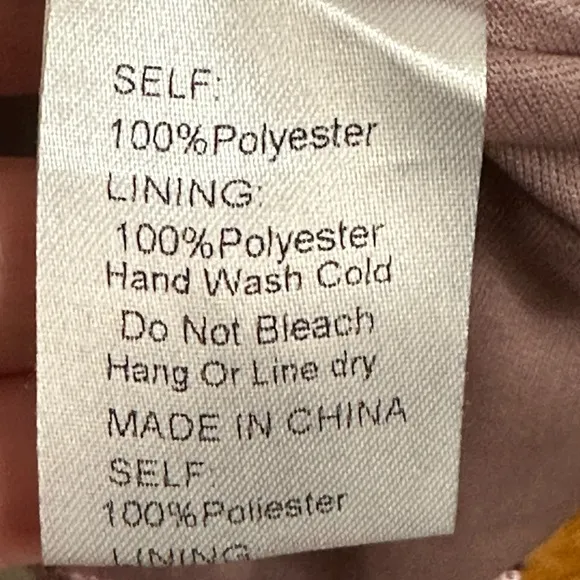 SELF:
100%Polyester
LINING:
100%Polyester
Hand Wash Cold
Do Not Bleach
Hang Or Line dry
MADE IN CHINA
SELF:
100%Poliester
LINING: